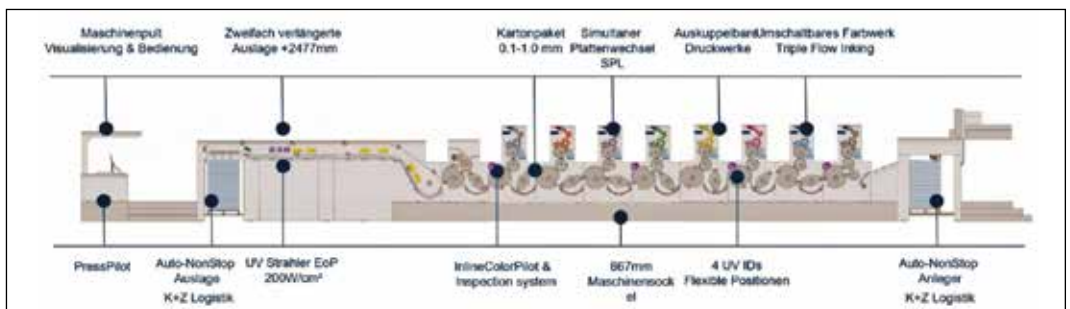 Maschinenpult
Visualisierung & Bedienung
Zweifach verlängerte
Auslage +2477mm
Kartonpaket
0.1-1.0 mm
Simultaner
Plattenwechsel
SPL
Auskuppelbare
Druckwerke
Umschaltbares Farbwerk
Triple Flow Inking
PressPilot
Auto-NonStop
Auslage
K+Z Logistik
UV Strahler EoP
200W/cm²
InlineColorPilot &
Inspection system
667mm
Maschinensock
el
4 UV IDs
Flexible Positionen
Auto-NonStop
Anleger
K+Z Logistik